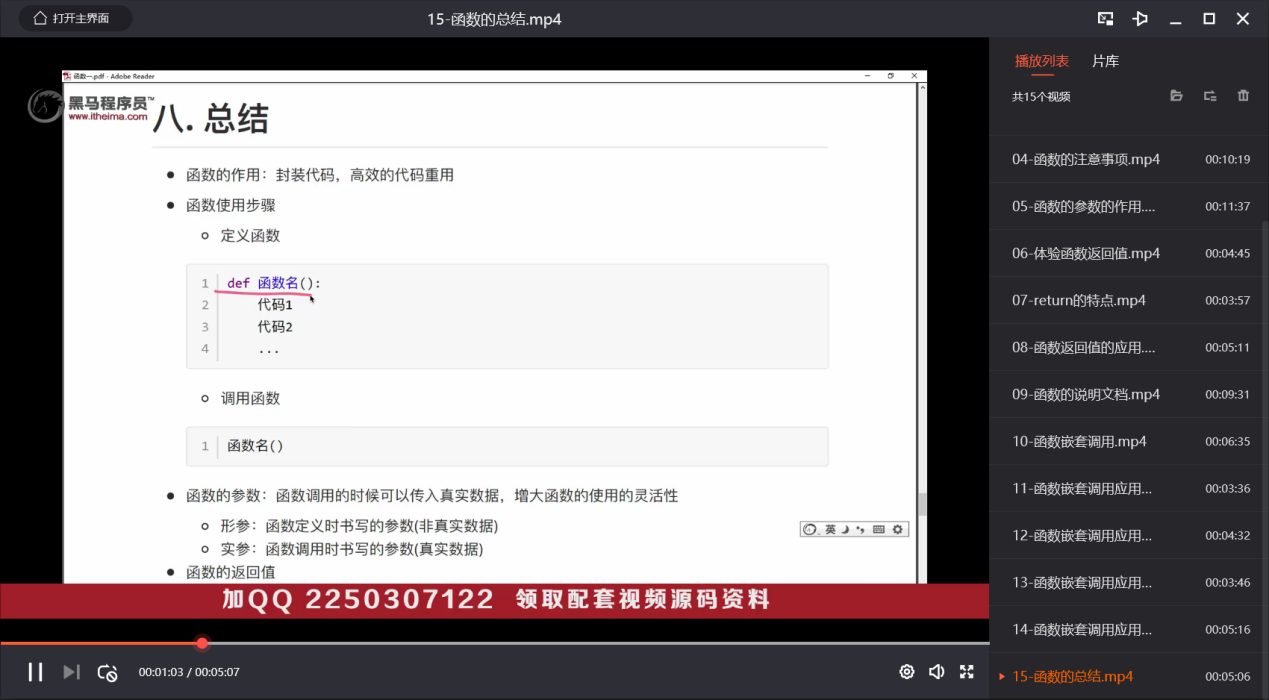 打开主界面
15-函数的总结.mp4
函数一.pdf - Adobe Reader
黑马程序员™
www.itheima.com
八. 总结
函数的作用：封装代码，高效的代码重用
函数使用步骤
定义函数
1 def 函数名():
2 代码1
3 代码2
4 ...
调用函数
1 函数名()
函数的参数：函数调用的时候可以传入真实数据，增大函数的使用的灵活性
形参：函数定义时书写的参数(非真实数据)
实参：函数调用时书写的参数(真实数据)
函数的返回值
英
加QQ 2250307122 领取配套视频源码资料
00:01:03 / 00:05:07
播放列表 片库
共15个视频
04-函数的注意事项.mp4 00:10:19
05-函数的参数的作用.... 00:11:37
06-体验函数返回值.mp4 00:04:45
07-return的特点.mp4 00:03:57
08-函数返回值的应用.... 00:05:11
09-函数的说明文档.mp4 00:09:31
10-函数嵌套调用.mp4 00:06:35
11-函数嵌套调用应用... 00:03:36
12-函数嵌套调用应用... 00:04:32
13-函数嵌套调用应用... 00:03:46
14-函数嵌套调用应用... 00:05:16
15-函数的总结.mp4 00:05:06